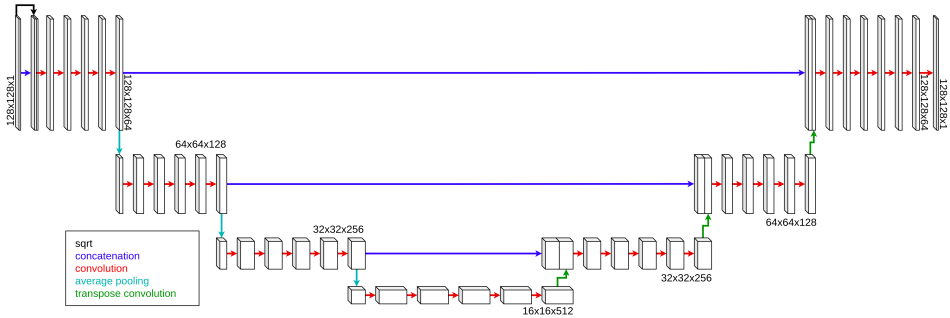 128x128x1
128x128x64
128x128x64
128x128x1
64x64x128
64x64x128
32x32x256
32x32x256
16x16x512
sqrt
concatenation
convolution
average pooling
transpose convolution